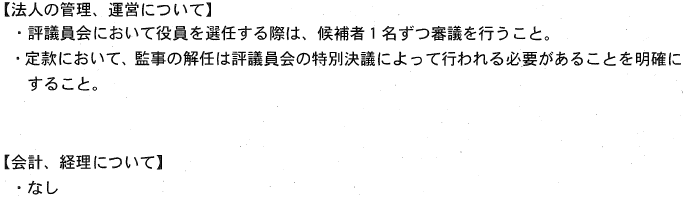 【法人の管理、運営について】
・評議員会において役員を選任する際は、候補者１名ずつ審議を行うこと。
・定款において、監事の解任は評議員会の特別決議によって行われる必要があることを明確に
すること。
【会計、経理について】
・なし